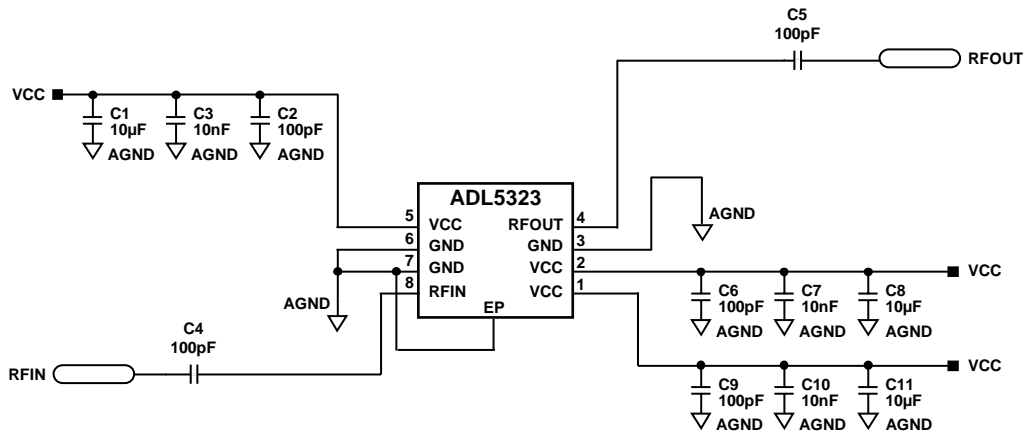 C5
100pF
RFOUT
VCC
C1
10µF
AGND
C3
10nF
AGND
C2
100pF
AGND
ADL5323
5
VCC
6
GND
7
GND
8
RFIN
RFOUT
4
GND
3
VCC
2
VCC
1
EP
AGND
AGND
VCC
C6
100pF
AGND
C7
10nF
AGND
C8
10µF
AGND
C4
100pF
RFIN
VCC
C9
100pF
AGND
C10
10nF
AGND
C11
10µF
AGND